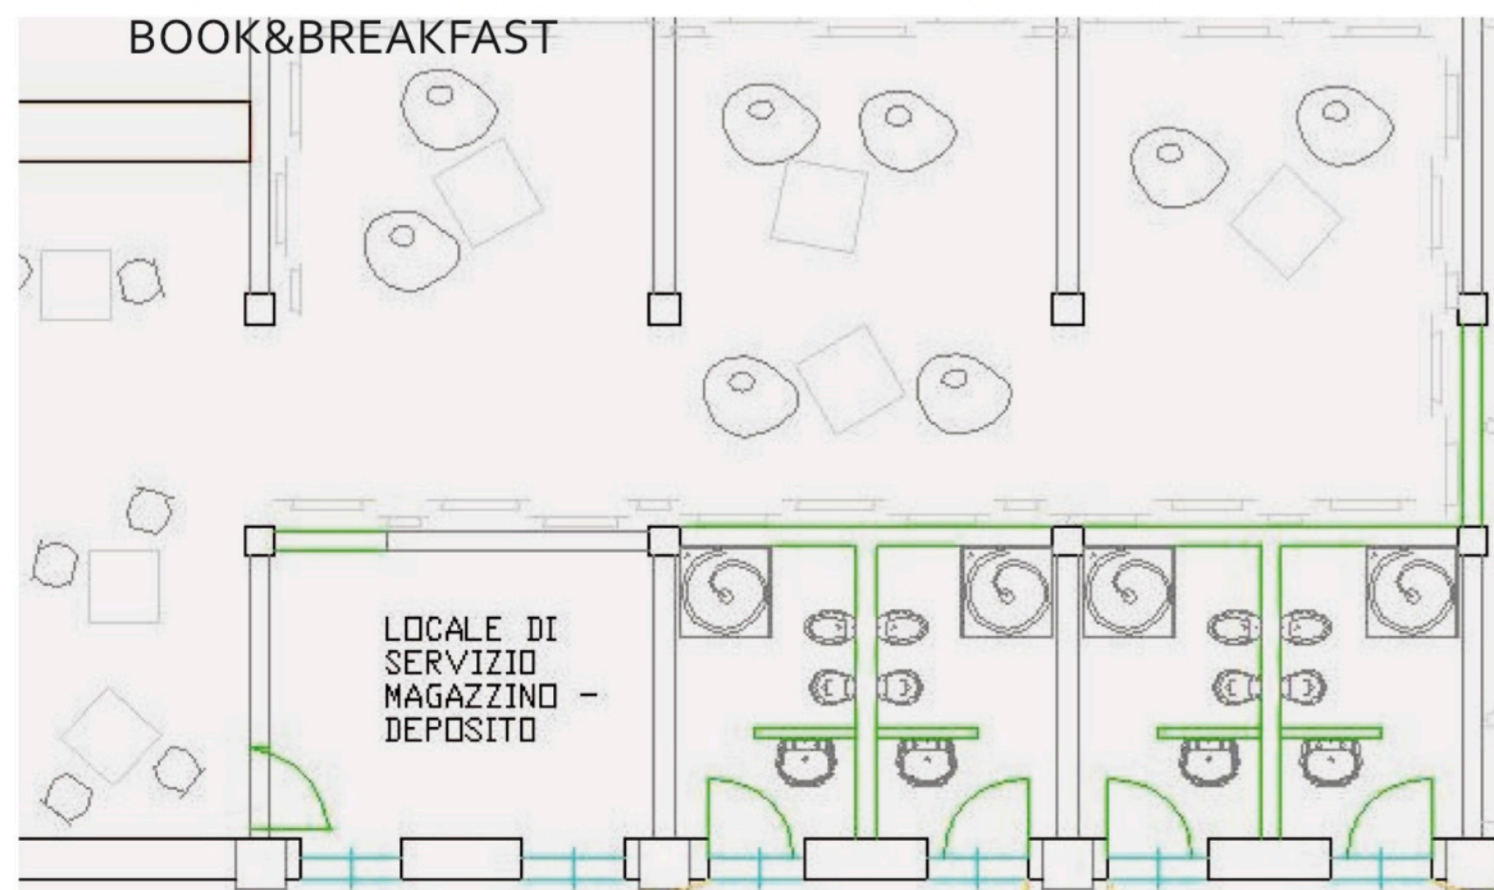 BOOK&BREAKFAST
LOCALE DI
SERVIZIO
MAGAZZINO -
DEPOSITO